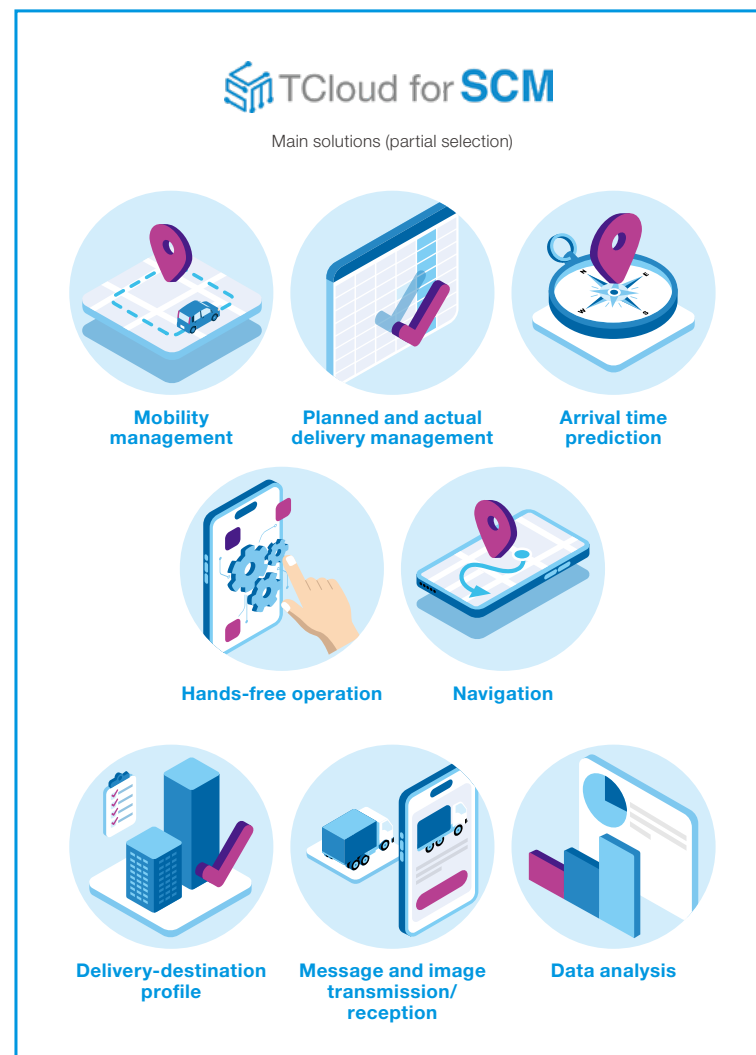 TCloud for SCM
Main solutions (partial selection)
Mobility
management
Planned and actual
delivery management
Arrival time
prediction
N
E
W
S
Hands-free operation
Navigation
Delivery-destination
profile
Message and image
transmission/
reception
Data analysis